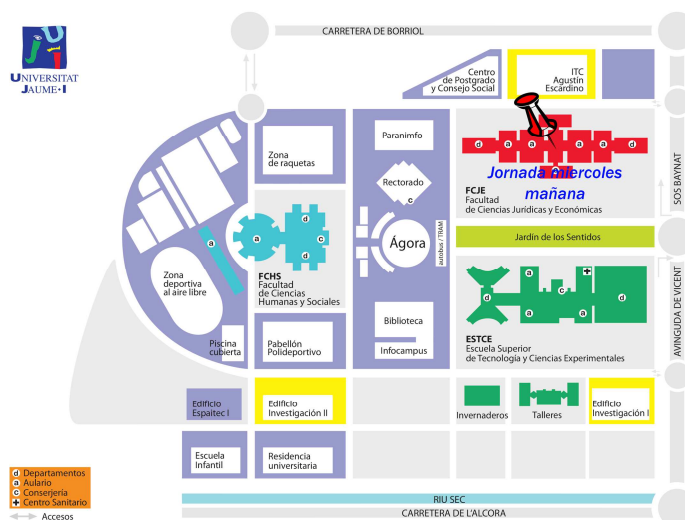 CARRETERA DE BORRIOL
UNIVERSITAT
JAUME·I
Centro
de Postgrado
y Consejo Social
ITC
Agustín
Escardino
Zona
de raquetas
Paraninfo
Rectorado
c
d
a
a
a
a
d
Jornada miercoles
mañana
FCJE
Facultad
de Ciencias Jurídicas y Económicas
SOS BAYNAT
Ágora
autobus / TRAM
Jardín de los Sentidos
a
a
d
c
d
FCHS
Facultad
de Ciencias
Humanas y Sociales
Zona
deportiva
al aire libre
Piscina
cubierta
Pabellón
Polideportivo
Biblioteca
Infocampus
a
d
c
d
a
a
ESTCE
Escuela Superior
de Tecnología y Ciencias Experimentales
AVINGUDA DE VICENT
Edificio
Espaitec I
Edificio
Investigación II
Invernaderos
Talleres
Edificio
Investigación I
Escuela
Infantil
Residencia
universitaria
d Departamentos
a Aulario
c Conserjería
+ Centro Sanitario
Accesos
RIU SEC
CARRETERA DE L'ALCORA